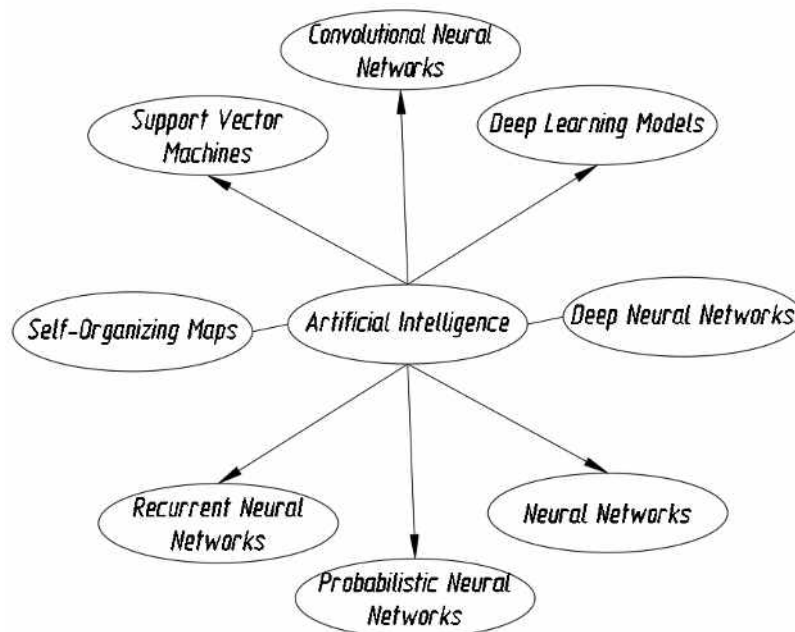 Convolutional Neural
Networks
Support Vector
Machines
Deep Learning Models
Self-Organizing Maps
Artificial Intelligence
Deep Neural Networks
Recurrent Neural
Networks
Neural Networks
Probabilistic Neural
Networks